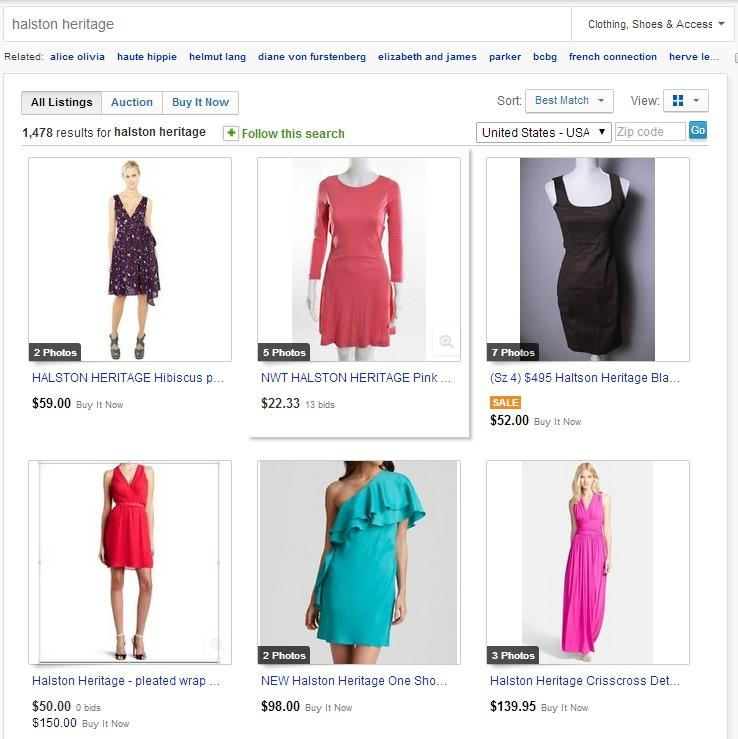 halston heritage
Clothing, Shoes & Access
Related: alice olivia haute hippie helmut lang diane von furstenberg elizabeth and james parker bcbg french connection herve le...
All Listings Auction Buy It Now
Sort: Best Match View:
1,478 results for halston heritage
Follow this search
United States - USA Zip code Go
2 Photos 5 Photos 7 Photos
HALSTON HERITAGE Hibiscus p...
$59.00 Buy It Now
NWT HALSTON HERITAGE Pink ...
$22.33 13 bids
(Sz 4) $495 Haltson Heritage Bla...
SALE
$52.00 Buy It Now
2 Photos 3 Photos
Halston Heritage - pleated wrap ...
$50.00 0 bids
$150.00 Buy It Now
NEW Halston Heritage One Sho...
$98.00 Buy It Now
Halston Heritage Crisscross Det...
$139.95 Buy It Now